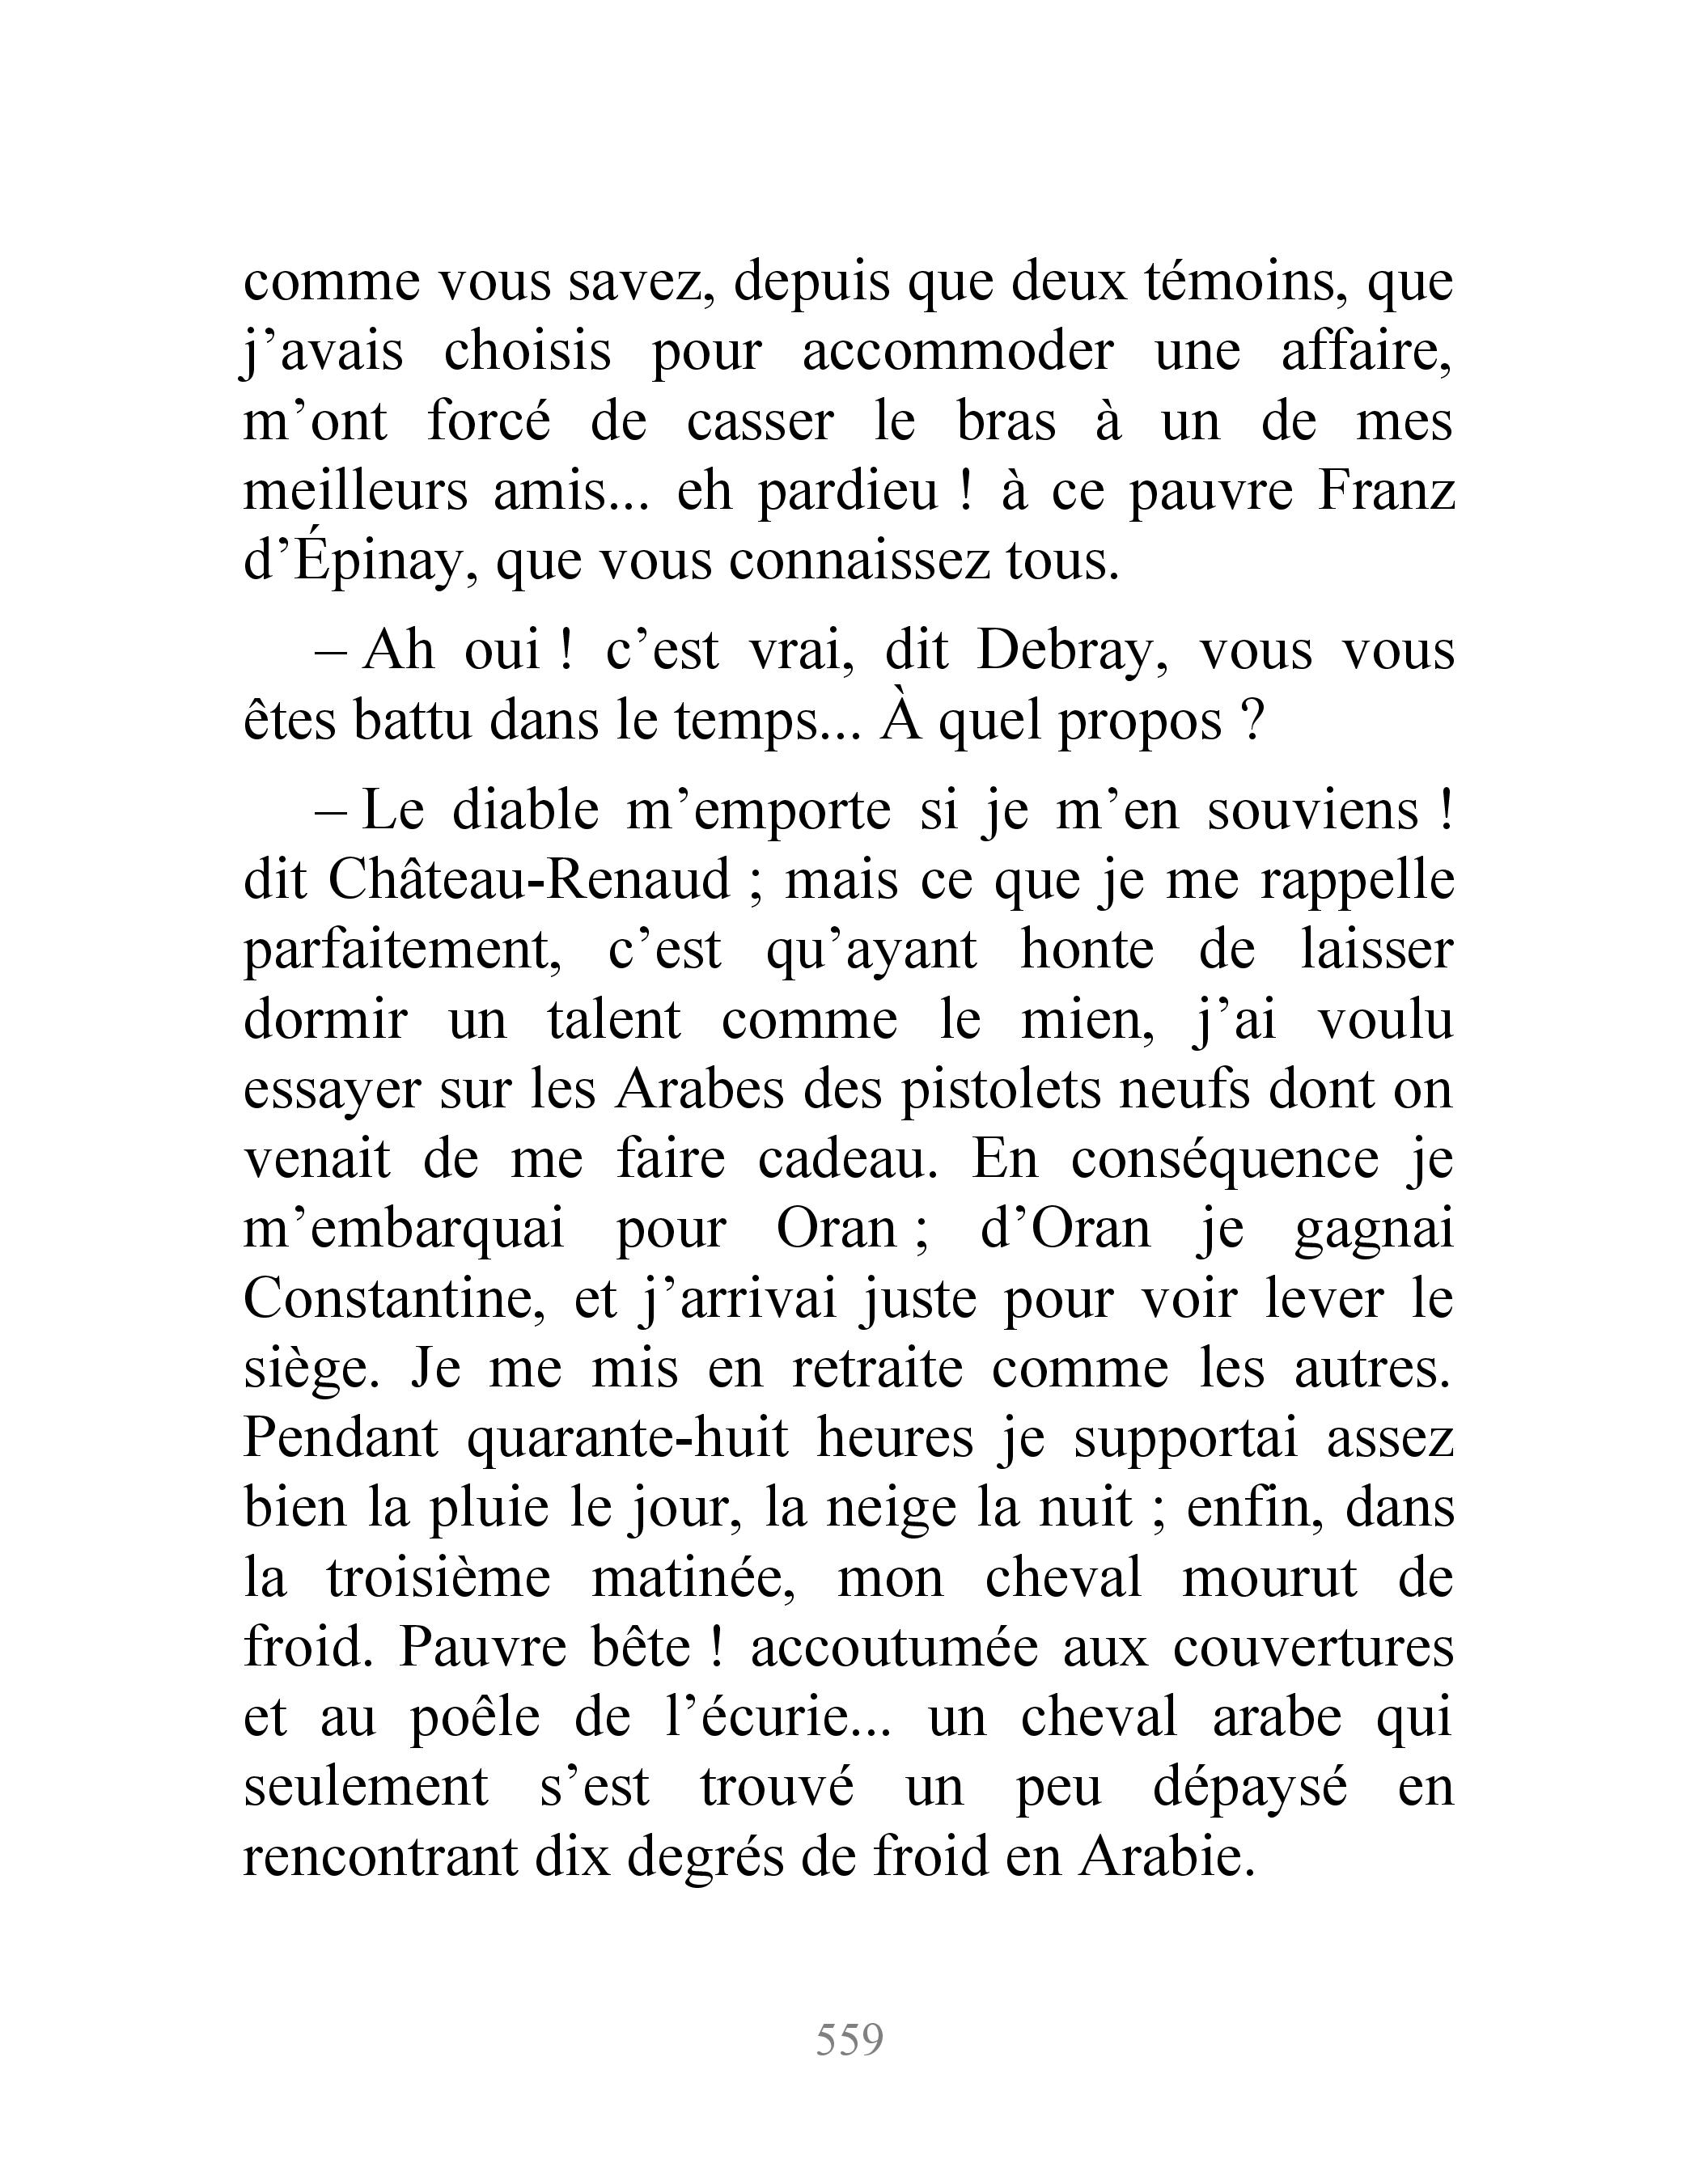 comme vous savez, depuis que deux témoins, que
j’avais choisis pour accommoder une affaire,
m’ont forcé de casser le bras à un de mes
meilleurs amis... eh pardieu ! à ce pauvre Franz
d’Épinay, que vous connaissez tous.
– Ah oui ! c’est vrai, dit Debray, vous vous
êtes battu dans le temps... À quel propos ?
– Le diable m’emporte si je m’en souviens !
dit Château-Renaud ; mais ce que je me rappelle
parfaitement, c’est qu’ayant honte de laisser
dormir un talent comme le mien, j’ai voulu
essayer sur les Arabes des pistolets neufs dont on
venait de me faire cadeau. En conséquence je
m’embarquai pour Oran ; d’Oran je gagnai
Constantine, et j’arrivai juste pour voir lever le
siège. Je me mis en retraite comme les autres.
Pendant quarante-huit heures je supportai assez
bien la pluie le jour, la neige la nuit ; enfin, dans
la troisième matinée, mon cheval mourut de
froid. Pauvre bête ! accoutumée aux couvertures
et au poêle de l’écurie... un cheval arabe qui
seulement s’est trouvé un peu dépaysé en
rencontrant dix degrés de froid en Arabie.
559